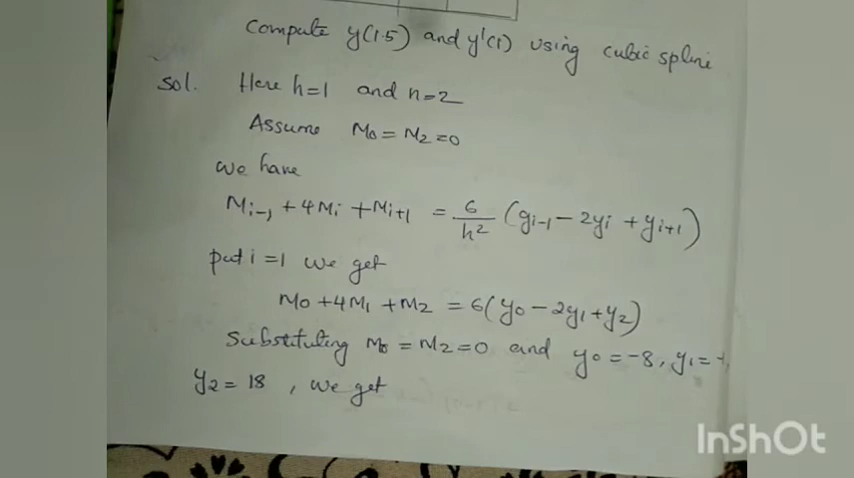 Compute y(1.5) and y'(1) using cubic spline
Sol. Here h=1 and n=2
Assume M0 = M2 = 0
we have
Mi-1 + 4Mi + Mi+1 = 6/h² (yi-1 - 2yi + yi+1)
put i=1 we get
M0 + 4M1 + M2 = 6(y0 - 2y1 + y2)
Substituting M0 = M2 = 0 and y0 = -8, y1 = -
y2 = 18, we get
InShOt